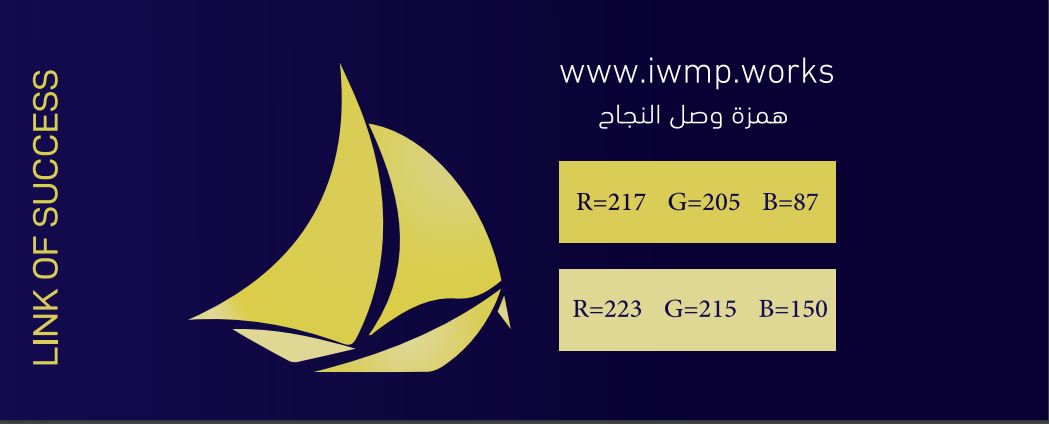 LINK OF SUCCESS
www.iwmp.works
همزة وصل النجاح
R=217 G=205 B=87
R=223 G=215 B=150